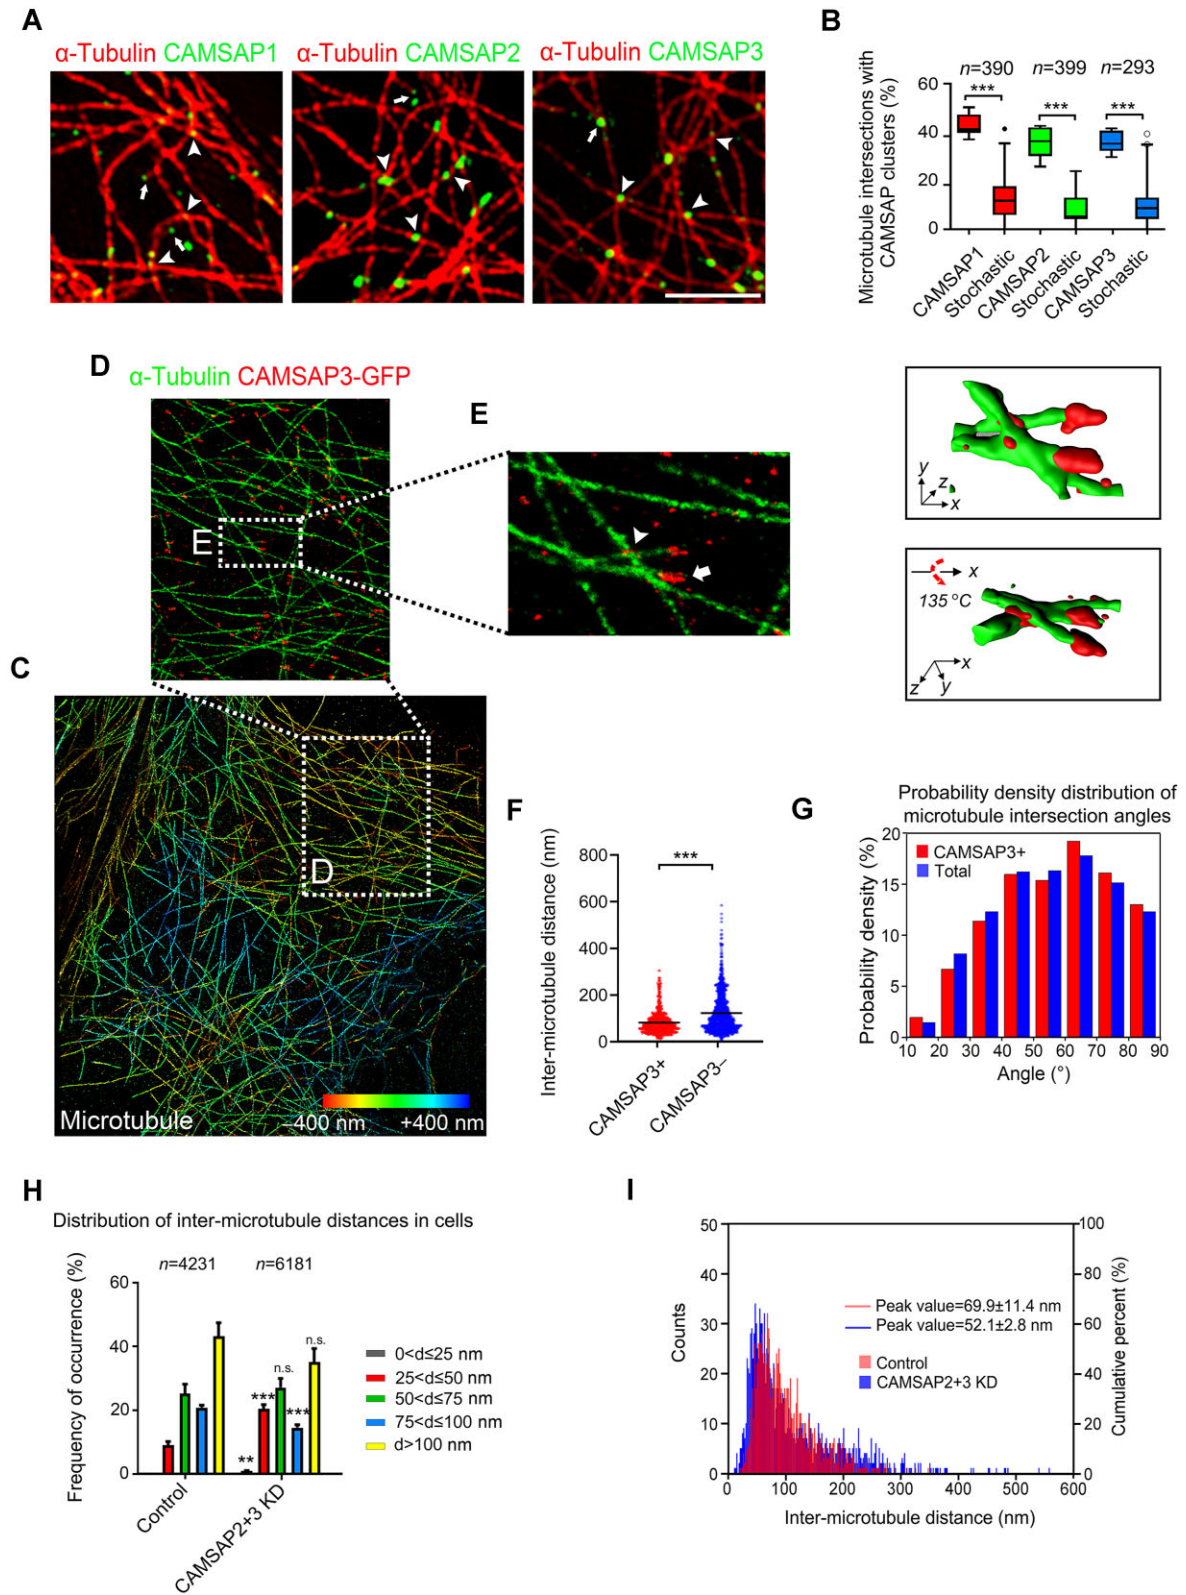 A
α-Tubulin CAMSAP1
α-Tubulin CAMSAP2
α-Tubulin CAMSAP3
B
Microtubule intersections with
CAMSAP clusters (%)
n=390
n=399
n=293
***
***
***
60
40
20
0
CAMSAP1
Stochastic
CAMSAP2
Stochastic
CAMSAP3
Stochastic
D
α-Tubulin CAMSAP3-GFP
E
E
y
z
x
x
135 °C
x
z
y
C
D
Microtubule
–400 nm
+400 nm
F
Inter-microtubule distance (nm)
***
800
600
400
200
0
CAMSAP3+
CAMSAP3–
G
Probability density distribution of
microtubule intersection angles
Probability density (%)
20
15
10
5
0
CAMSAP3+
Total
10 20 30 40 50 60 70 80 90
Angle (°)
H
Distribution of inter-microtubule distances in cells
Frequency of occurrence (%)
n=4231
n=6181
60
40
20
0
**
***
n.s.
***
n.s.
Control
CAMSAP2+3 KD
0<d≤25 nm
25<d≤50 nm
50<d≤75 nm
75<d≤100 nm
d>100 nm
I
Counts
50
40
30
20
10
0
Peak value=69.9±11.4 nm
Peak value=52.1±2.8 nm
Control
CAMSAP2+3 KD
100
80
60
40
20
0
Cumulative percent (%)
0 100 200 300 400 500 600
Inter-microtubule distance (nm)